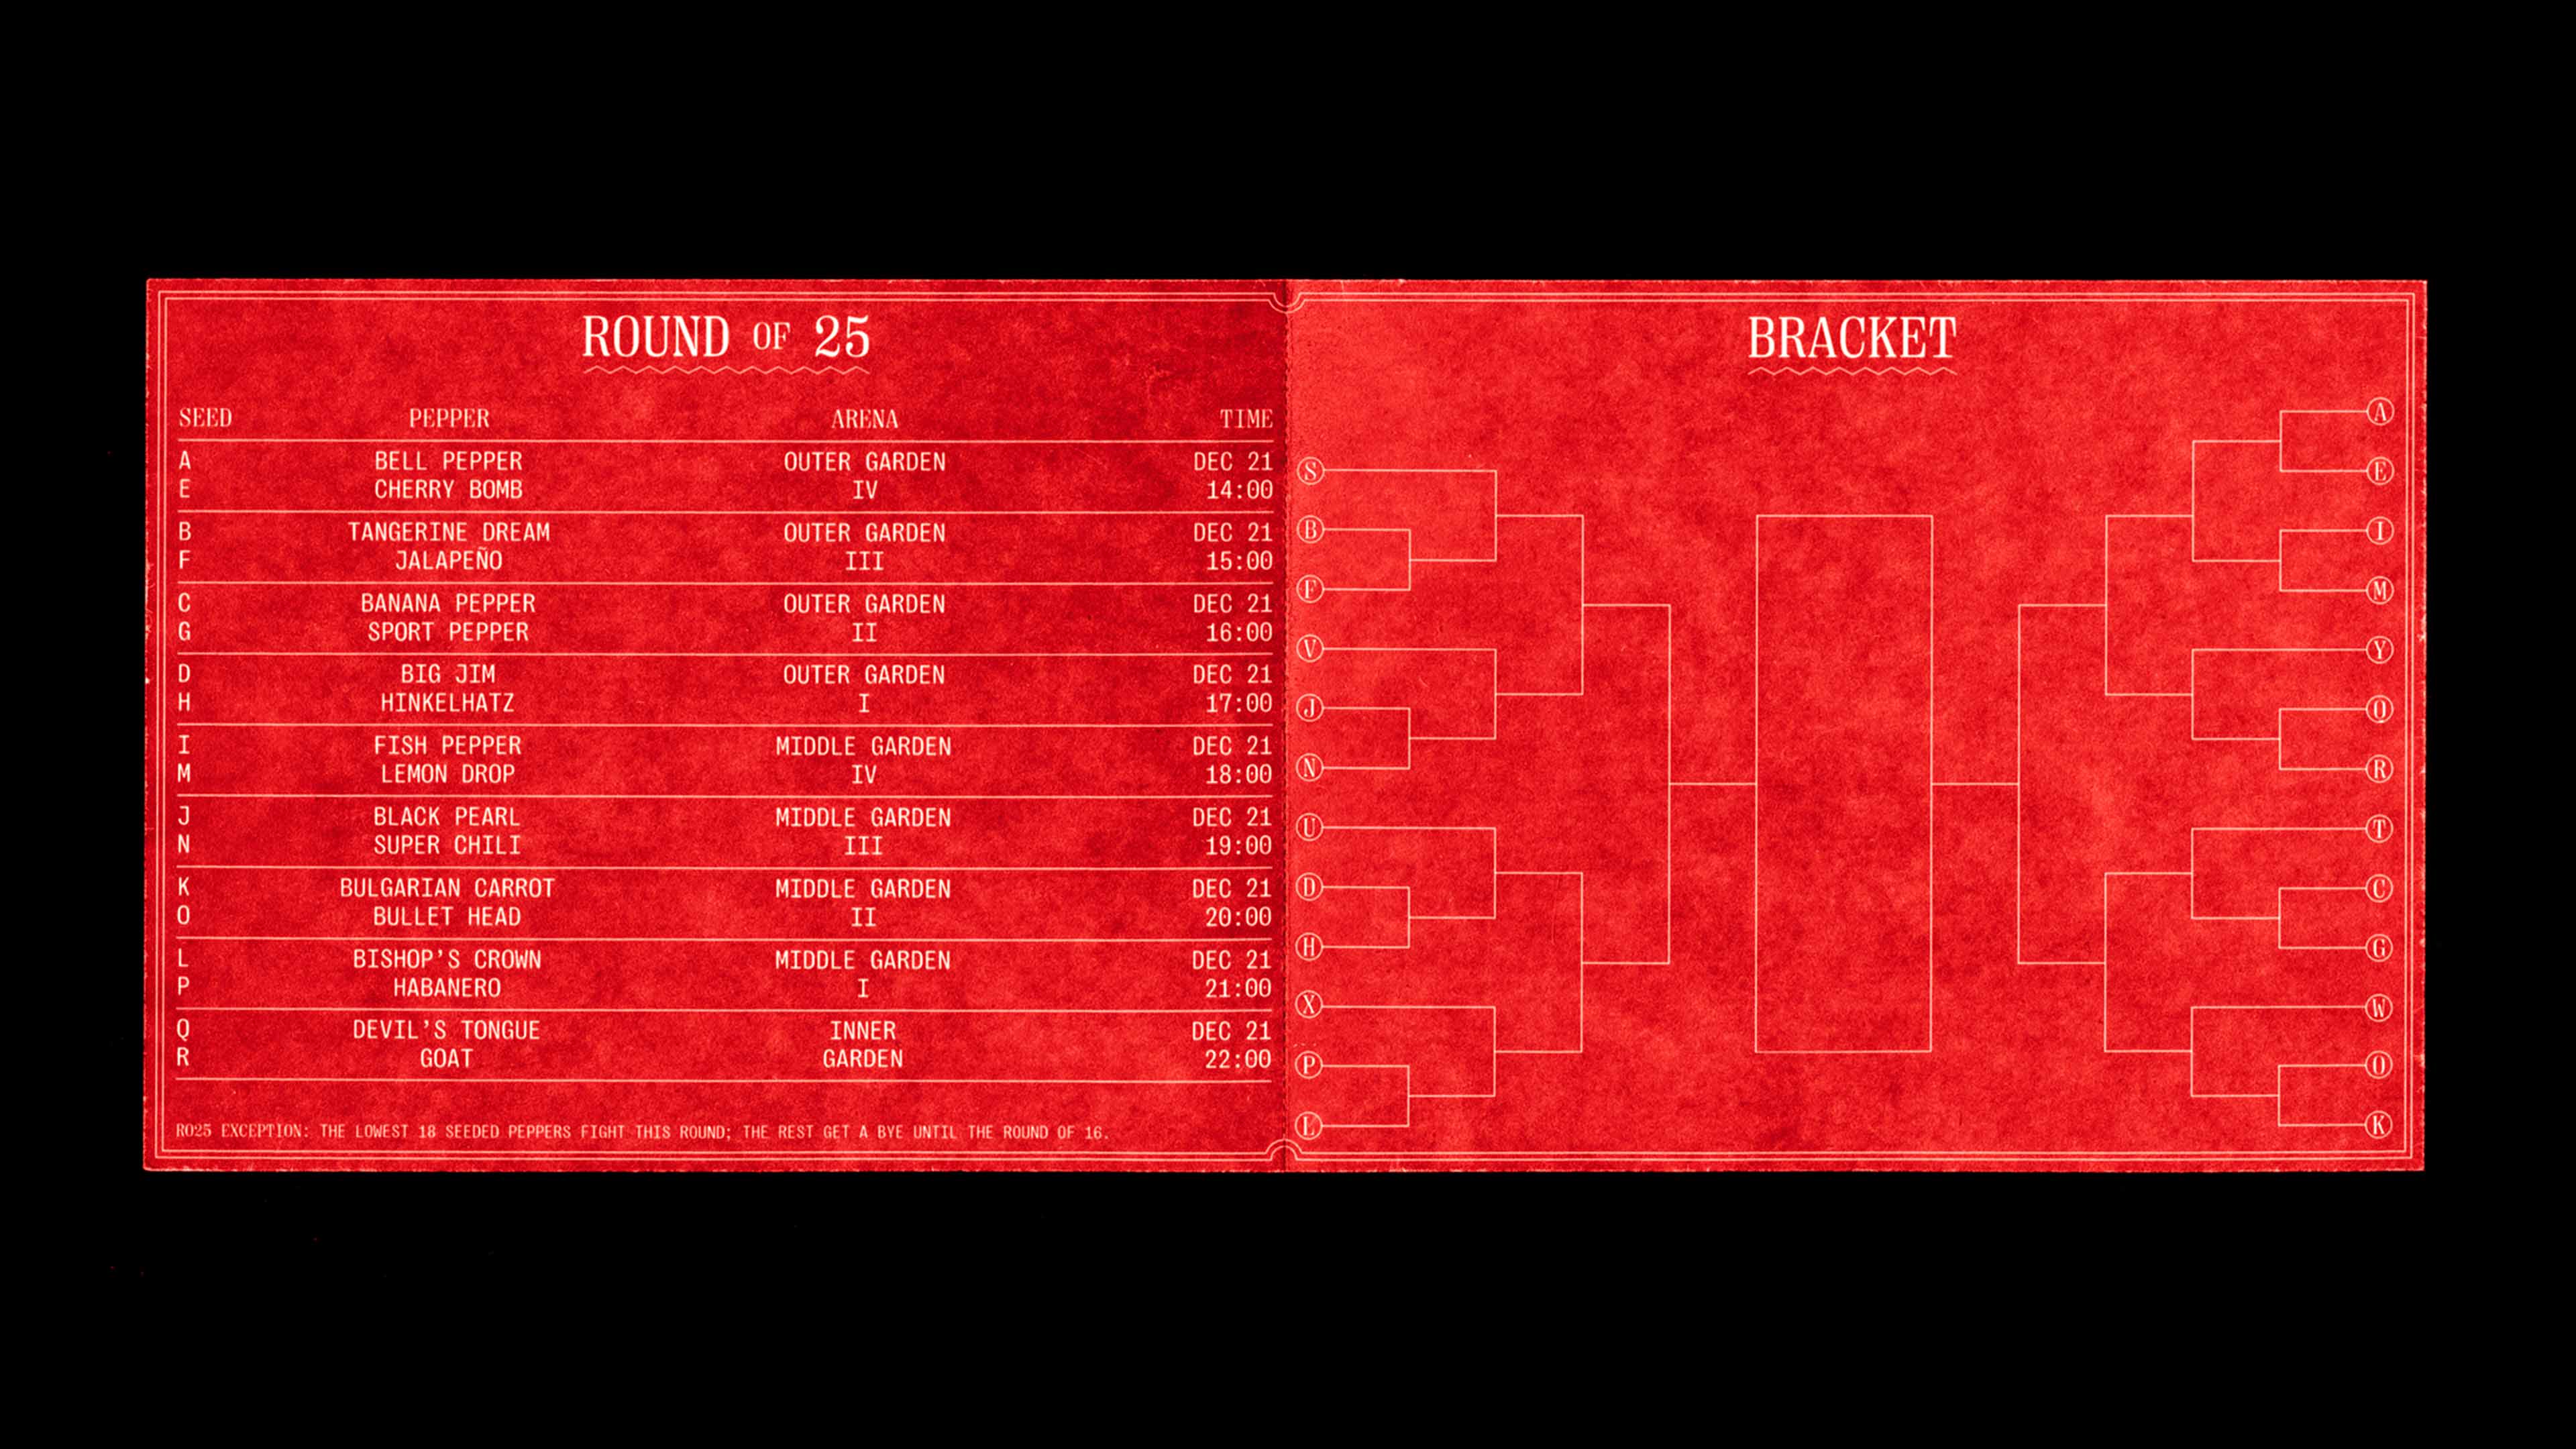 ROUND OF 25
SEED PEPPER ARENA TIME
A BELL PEPPER OUTER GARDEN DEC 21
E CHERRY BOMB IV 14:00
B TANGERINE DREAM OUTER GARDEN DEC 21
F JALAPEÑO III 15:00
C BANANA PEPPER OUTER GARDEN DEC 21
G SPORT PEPPER II 16:00
D BIG JIM OUTER GARDEN DEC 21
H HINKELHATZ I 17:00
I FISH PEPPER MIDDLE GARDEN DEC 21
M LEMON DROP IV 18:00
J BLACK PEARL MIDDLE GARDEN DEC 21
N SUPER CHILI III 19:00
K BULGARIAN CARROT MIDDLE GARDEN DEC 21
O BULLET HEAD II 20:00
L BISHOP'S CROWN MIDDLE GARDEN DEC 21
P HABANERO I 21:00
Q DEVIL'S TONGUE INNER DEC 21
R GOAT GARDEN 22:00
RO25 EXCEPTION: THE LOWEST 18 SEEDED PEPPERS FIGHT THIS ROUND; THE REST GET A BYE UNTIL THE ROUND OF 16.
BRACKET
S
B
F
V
J
N
U
D
H
X
P
L
A
E
I
M
Y
Q
R
T
C
G
W
O
K